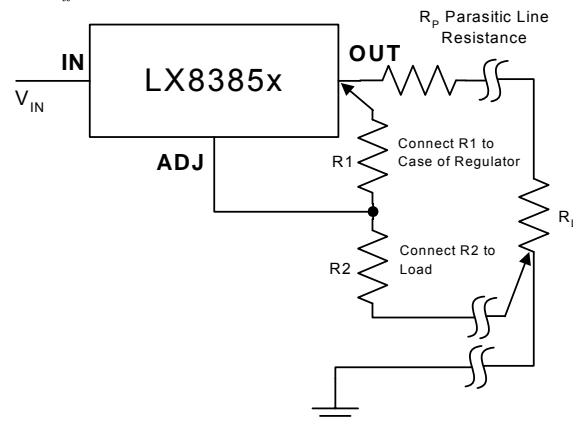 R_P Parasitic Line
Resistance
OUT
IN
LX8385x
V_IN
ADJ
R1
Connect R1 to
Case of Regulator
R2
Connect R2 to
Load